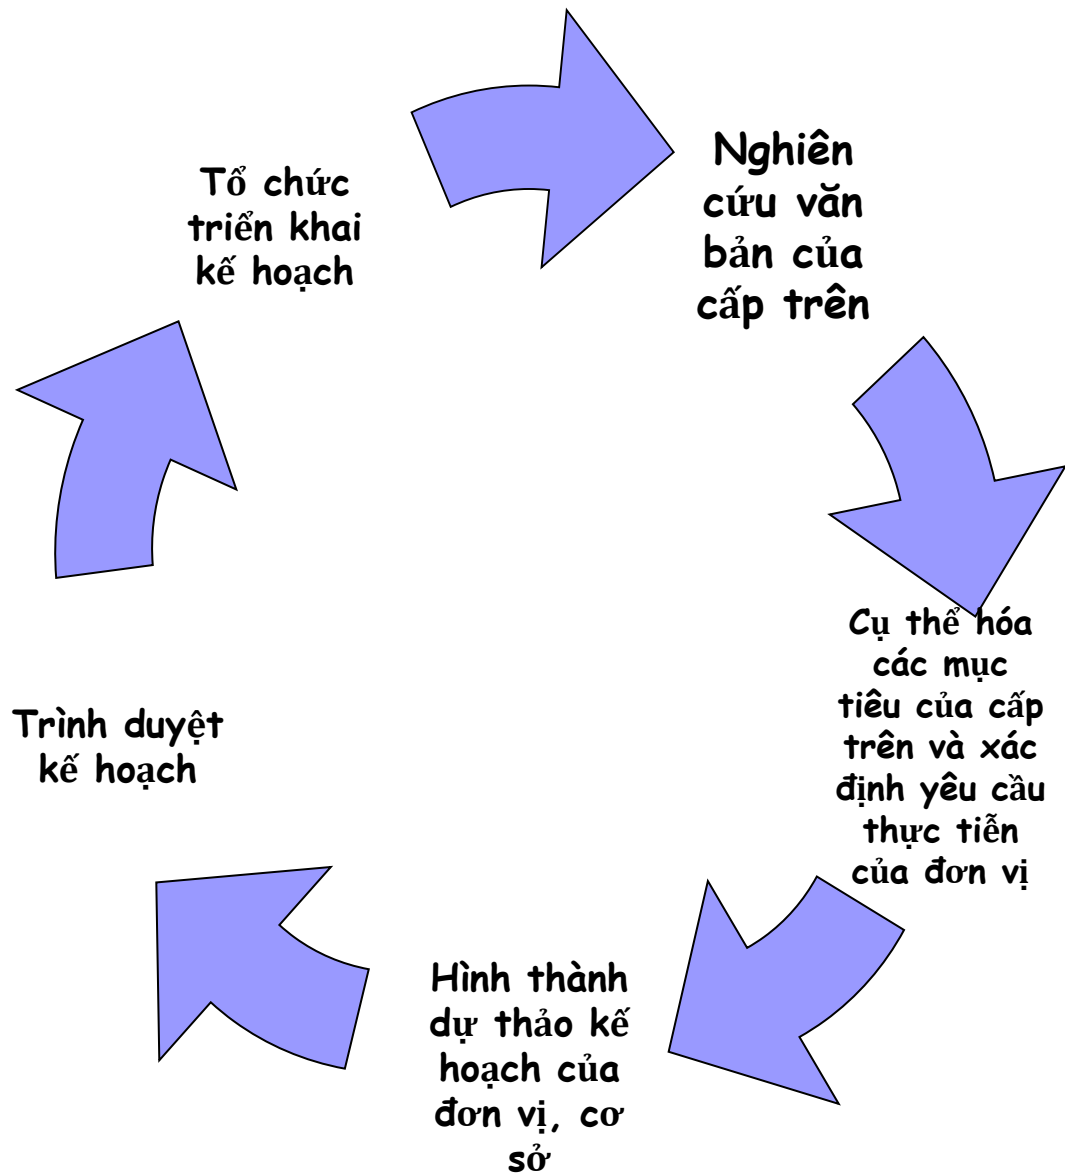 Tổ chức
triển khai
kế hoạch
Nghiên
cứu văn
bản của
cấp trên
Cụ thể hóa
các mục
tiêu của cấp
trên và xác
định yêu cầu
thực tiễn
của đơn vị
Hình thành
dự thảo kế
hoạch của
đơn vị, cơ
sở
Trình duyệt
kế hoạch